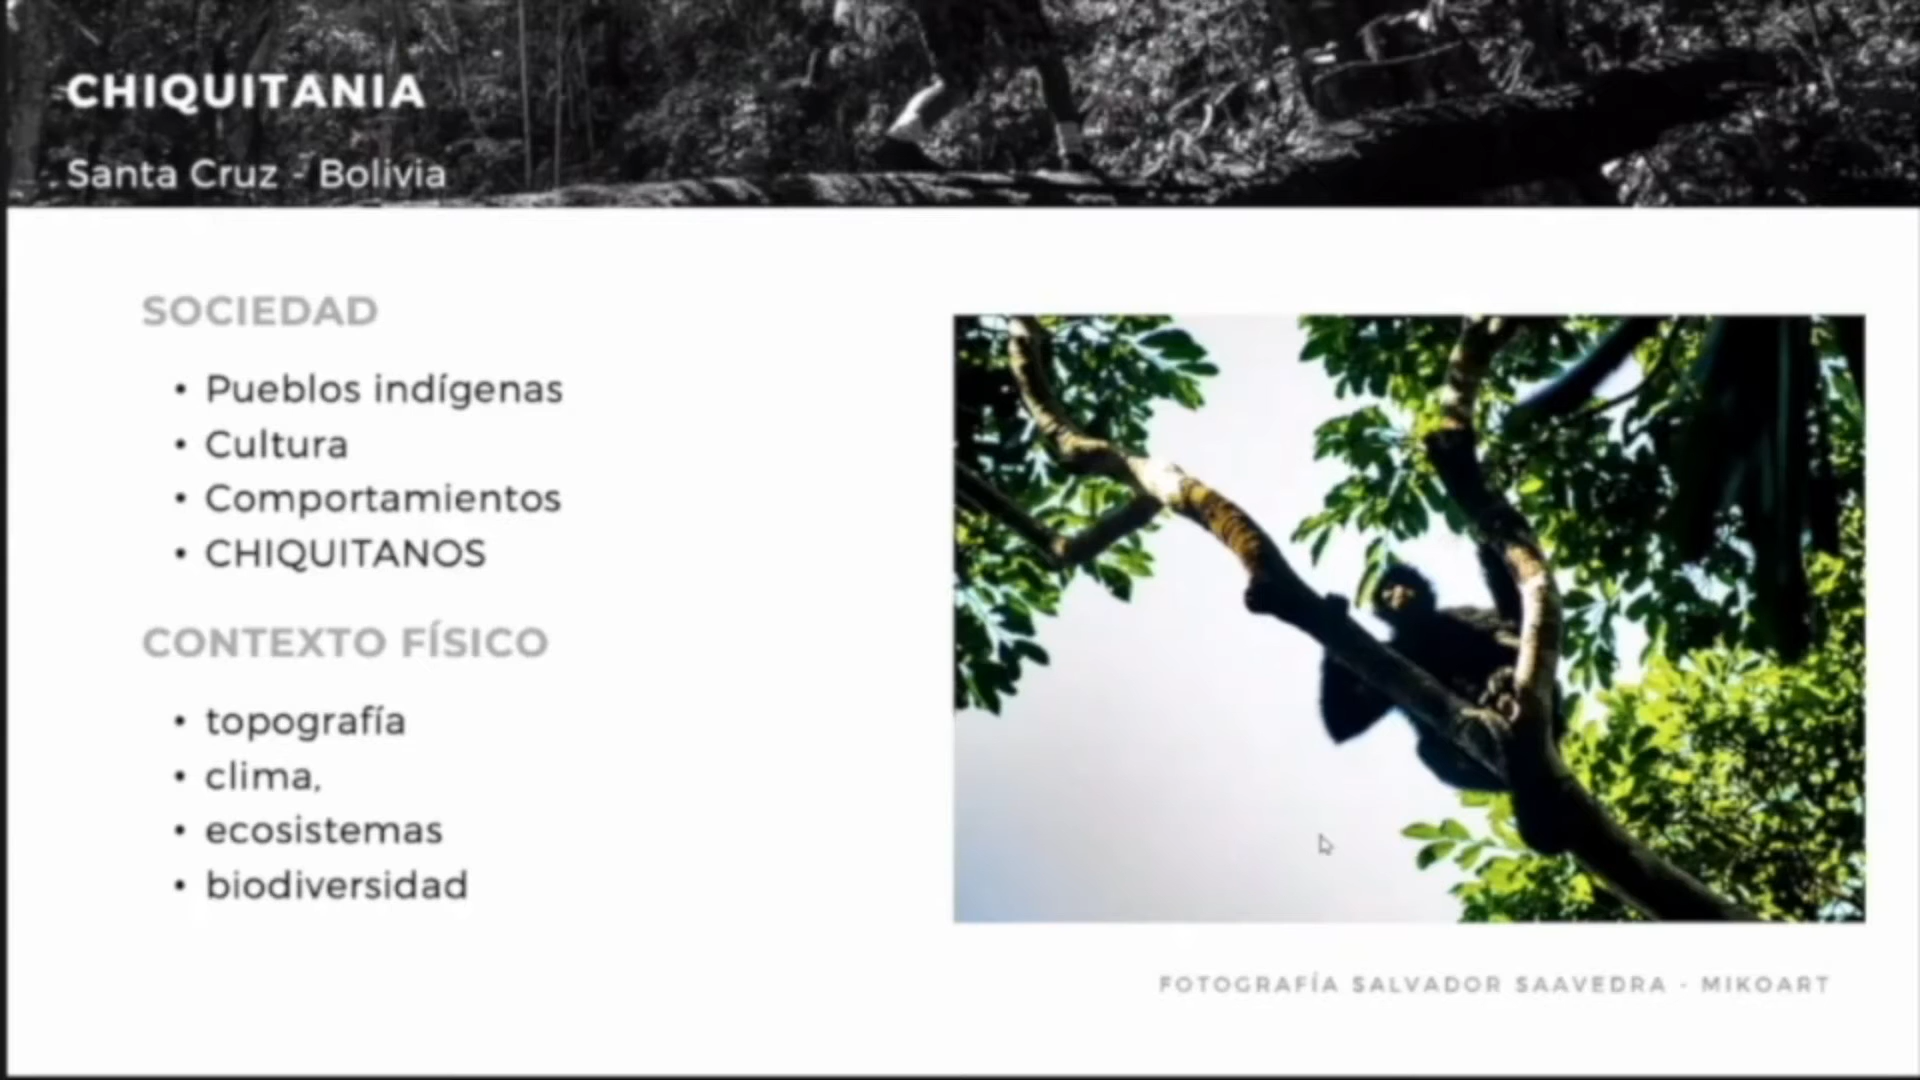 CHIQUITANIA
Santa Cruz - Bolivia
SOCIEDAD
• Pueblos indígenas
• Cultura
• Comportamientos
• CHIQUITANOS
CONTEXTO FÍSICO
• topografía
• clima,
• ecosistemas
• biodiversidad
FOTOGRAFÍA SALVADOR SAAVEDRA - MIKOART